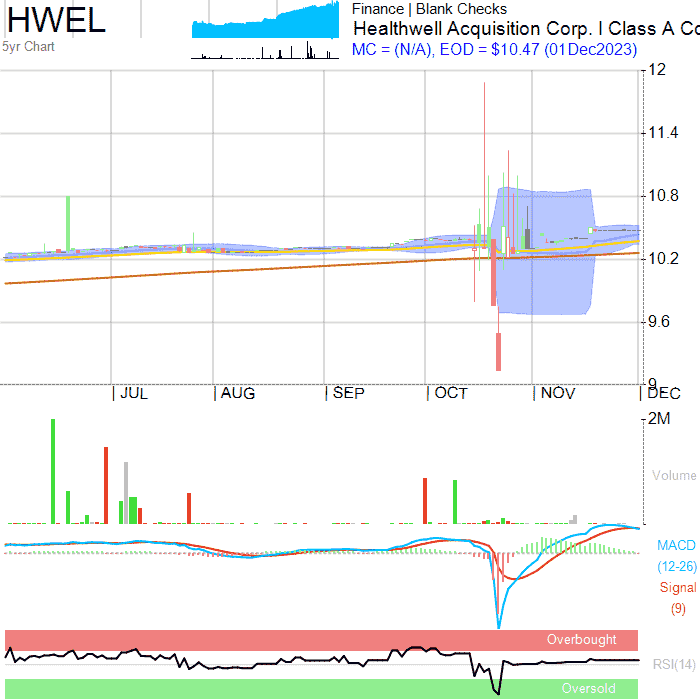 HWEL
5yr Chart
Finance | Blank Checks
Healthwell Acquisition Corp. I Class A Co
MC = (N/A), EOD = $10.47 (01Dec2023)
12
11.4
10.8
10.2
9.6
9
JUL AUG SEP OCT NOV DEC
2M
Volume
MACD
(12-26)
Signal
(9)
Overbought
RSI(14)
Oversold